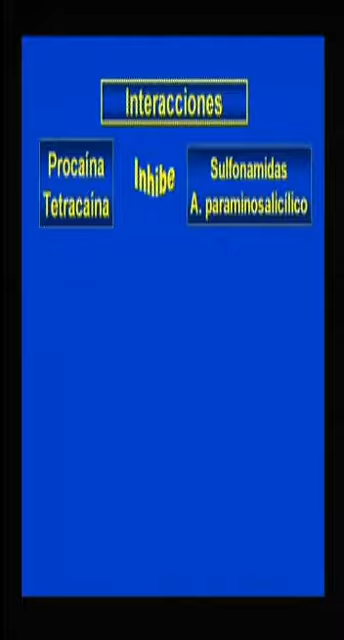 Interacciones
Procaína
Tetracaína
Inhibe
Sulfonamidas
A. paraminosalicílico